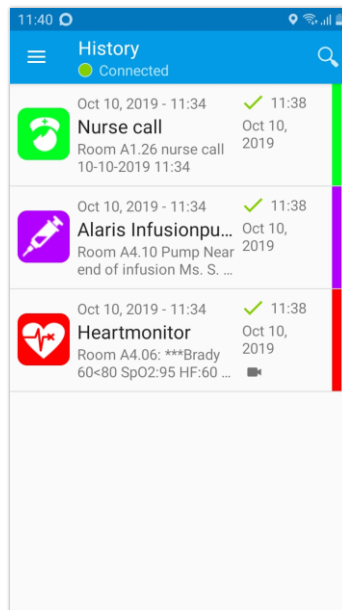 11:40
History
Connected
Oct 10, 2019 - 11:34
11:38
Nurse call
Oct 10,
2019
Room A1.26 nurse call
10-10-2019 11:34
Oct 10, 2019 - 11:34
11:38
Alaris Infusionpu...
Oct 10,
2019
Room A4.10 Pump Near
end of infusion Ms. S. ...
Oct 10, 2019 - 11:34
11:38
Heartmonitor
Oct 10,
2019
Room A4.06: ***Brady
60<80 SpO2:95 HF:60 ...